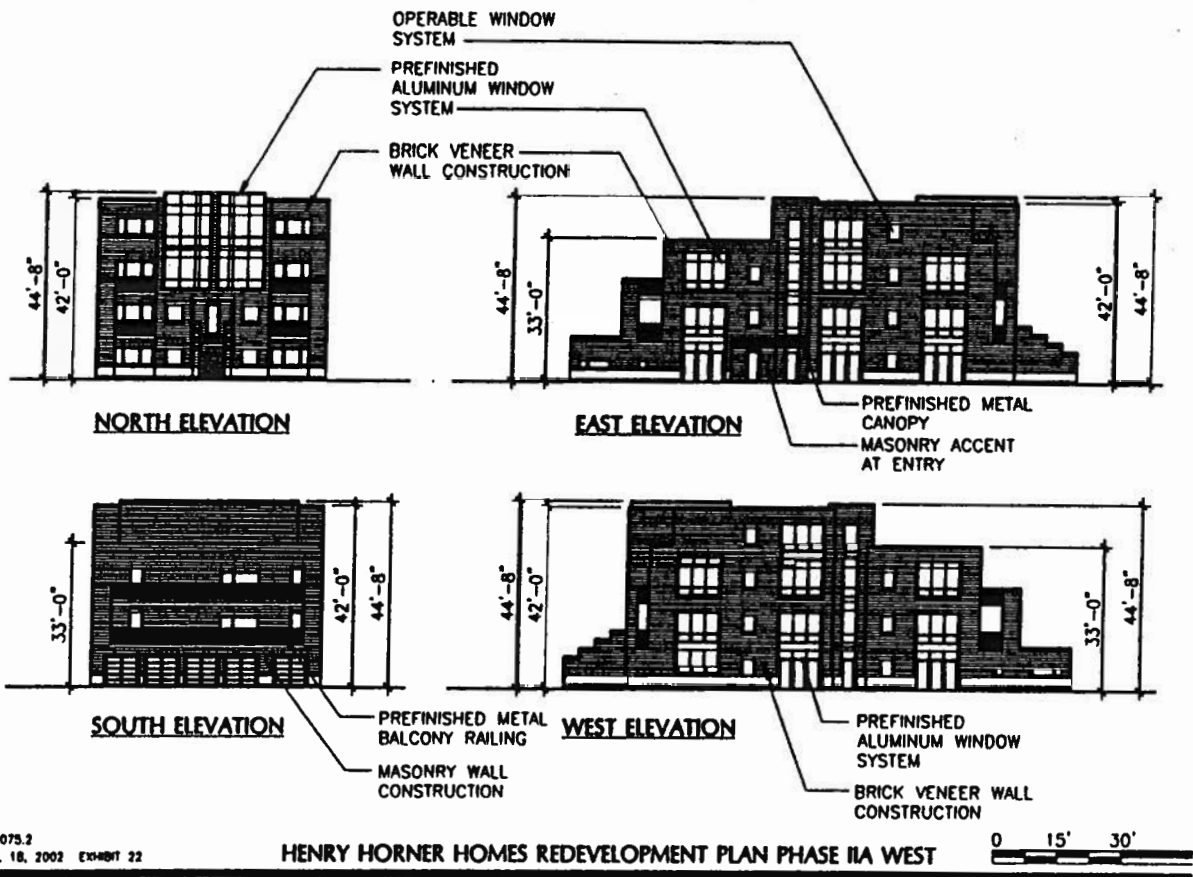 OPERABLE WINDOW
SYSTEM
PREFINISHED
ALUMINUM WINDOW
SYSTEM
BRICK VENEER
WALL CONSTRUCTION
44'-8"
42'-0"
44'-8"
33'-0"
42'-0"
44'-8"
NORTH ELEVATION
EAST ELEVATION
PREFINISHED METAL
CANOPY
MASONRY ACCENT
AT ENTRY
33'-0"
42'-0"
44'-8"
44'-8"
42'-0"
33'-0"
44'-8"
SOUTH ELEVATION
PREFINISHED METAL
BALCONY RAILING
MASONRY WALL
CONSTRUCTION
WEST ELEVATION
PREFINISHED
ALUMINUM WINDOW
SYSTEM
BRICK VENEER WALL
CONSTRUCTION
075.2
18, 2002 EXHIBIT 22
HENRY HORNER HOMES REDEVELOPMENT PLAN PHASE IIA WEST
0 15' 30'